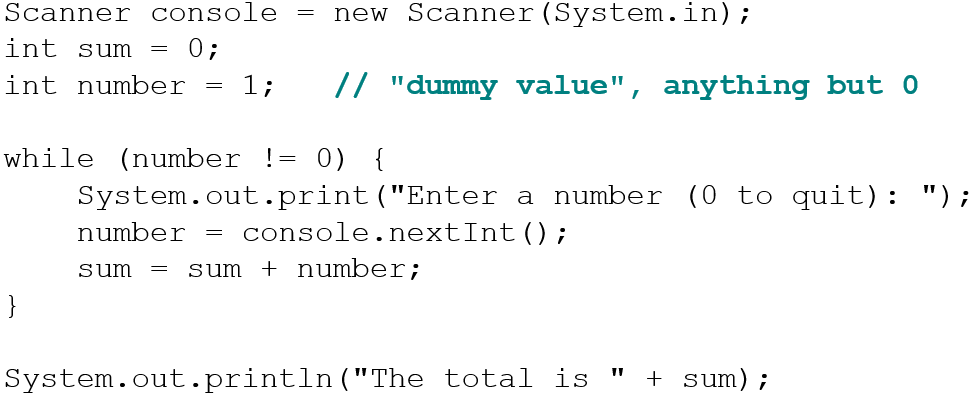 Scanner console = new Scanner(System.in);
int sum = 0;
int number = 1;   // "dummy value", anything but 0

while (number != 0) {
    System.out.print("Enter a number (0 to quit): ");
    number = console.nextInt();
    sum = sum + number;
}

System.out.println("The total is " + sum);